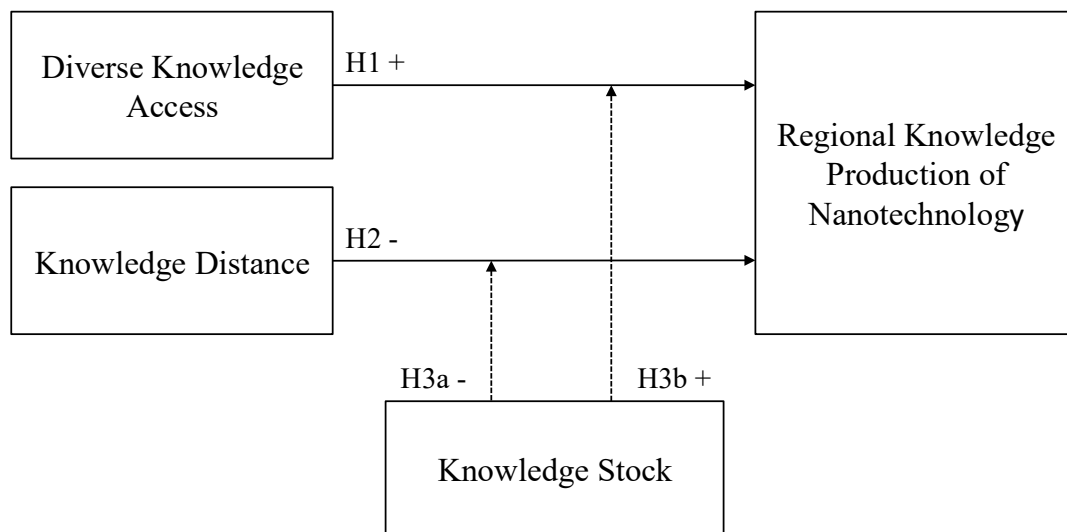 Diverse Knowledge
Access
H1 +
Regional Knowledge
Production of
Nanotechnology
Knowledge Distance
H2 -
H3a -
H3b +
Knowledge Stock